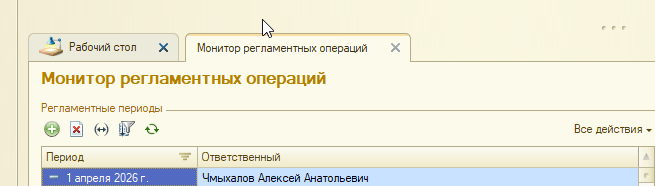 Рабочий стол
Монитор регламентных операций
Монитор регламентных операций
Регламентные периоды
Все действия
Период Ответственный
1 апреля 2026 г. Чмыхалов Алексей Анатольевич